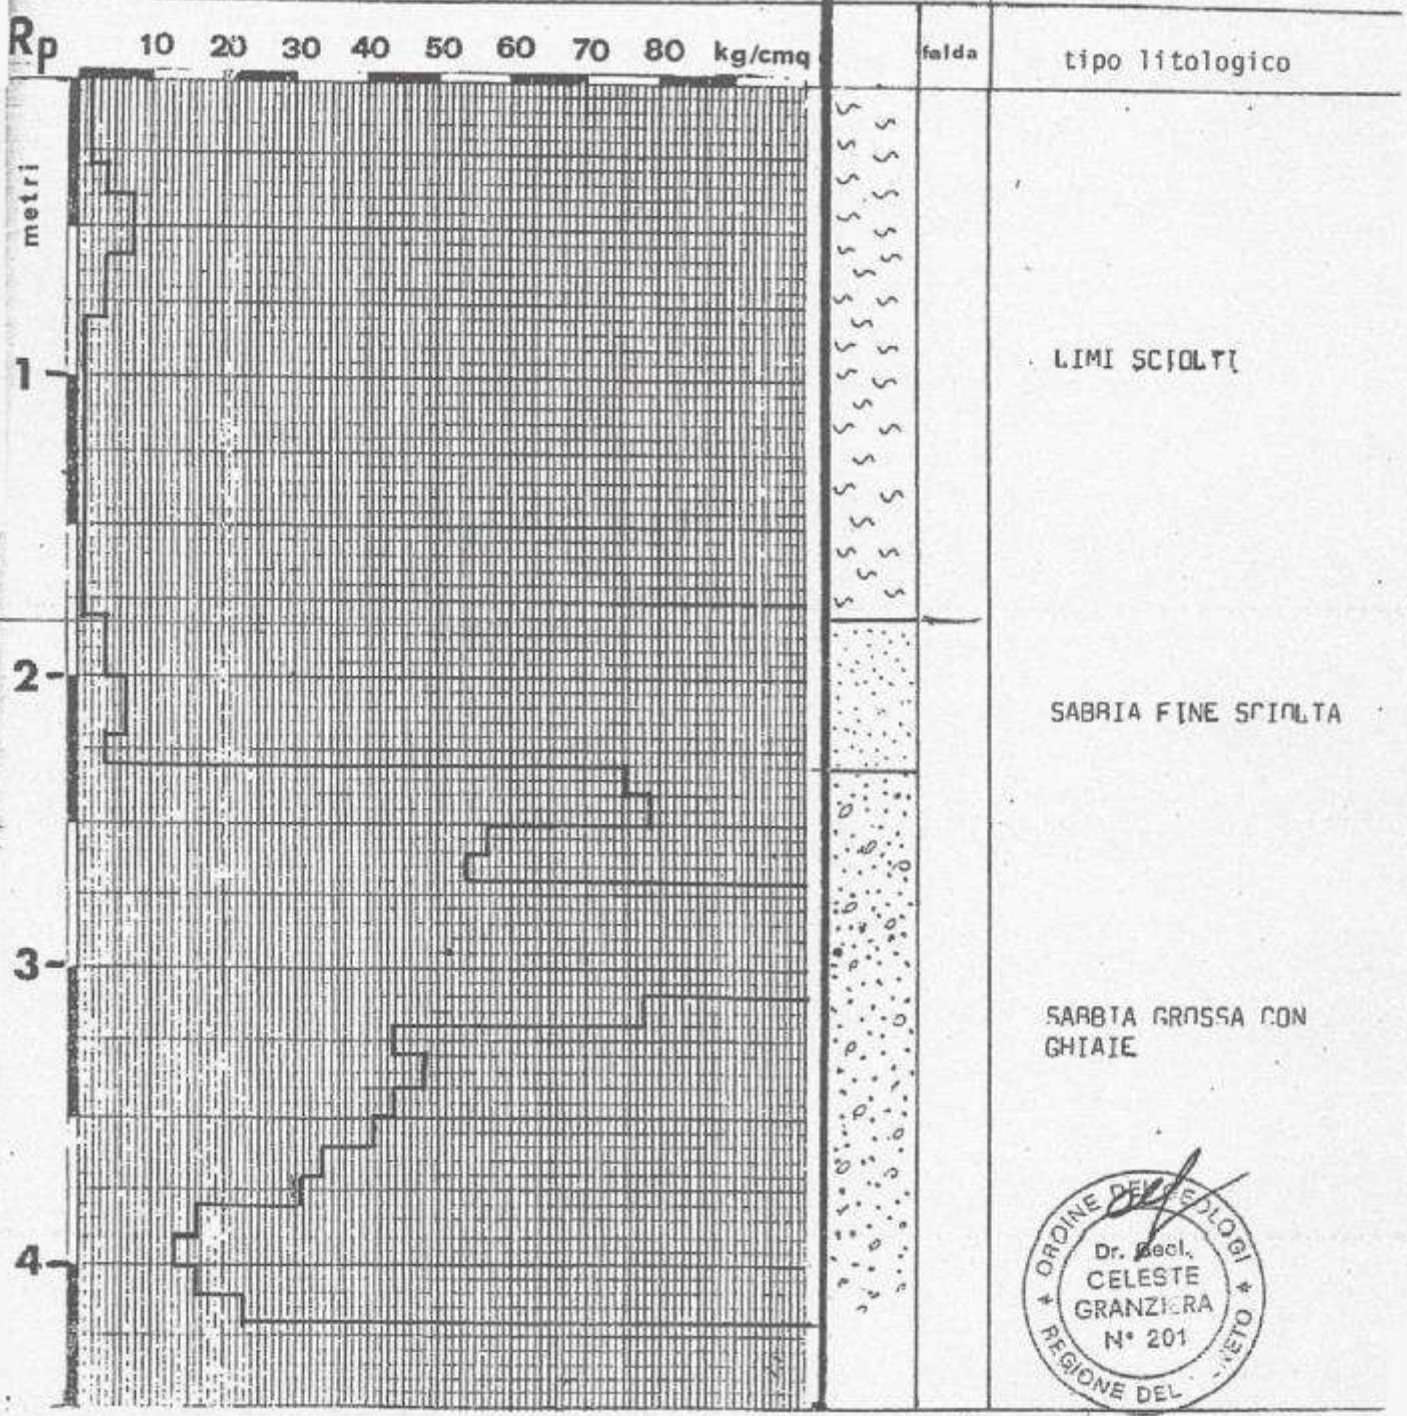 Rp 10 20 30 40 50 60 70 80 kg/cmq falda tipo litologico
metri
1
LIMI SCIOLTI
2
SABBIA FINE SCIOLTA
3
SABBIA GROSSA CON
GHIAIE
4
ORDINE DEI GEOLOGI
Dr. Geol.
CELESTE
GRANZIERA
N° 201
REGIONE DEL